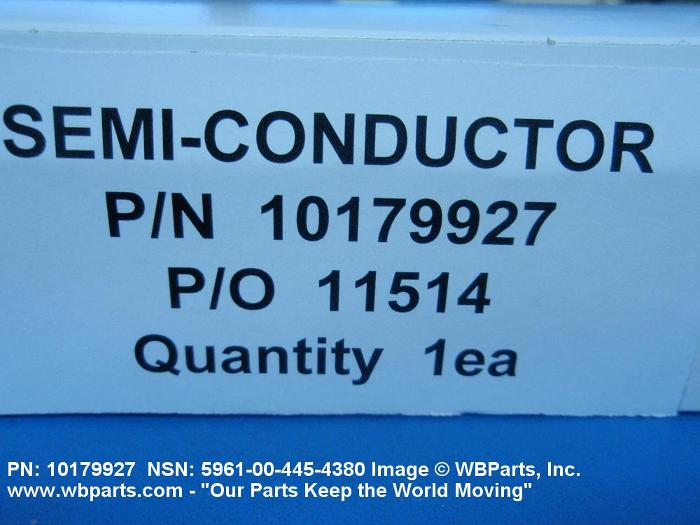 SEMI-CONDUCTOR
P/N 10179927
P/O 11514
Quantity 1ea
PN: 10179927 NSN: 5961-00-445-4380 Image © WBParts, Inc.
www.wbparts.com - "Our Parts Keep the World Moving"